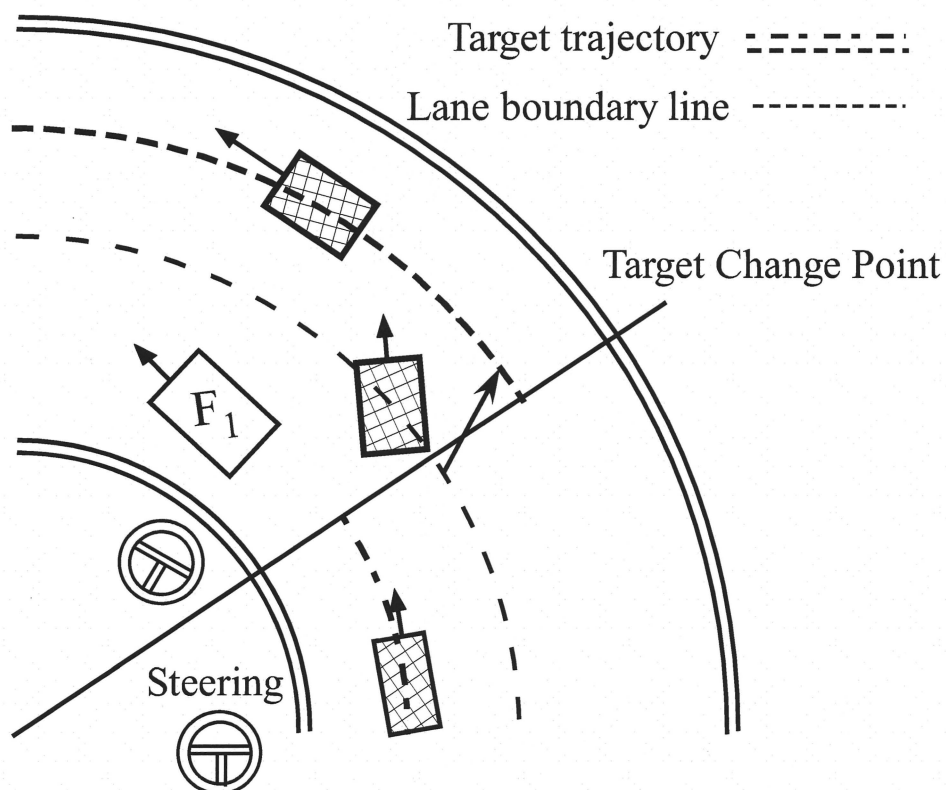 Target trajectory
Lane boundary line
Target Change Point
F1
Steering